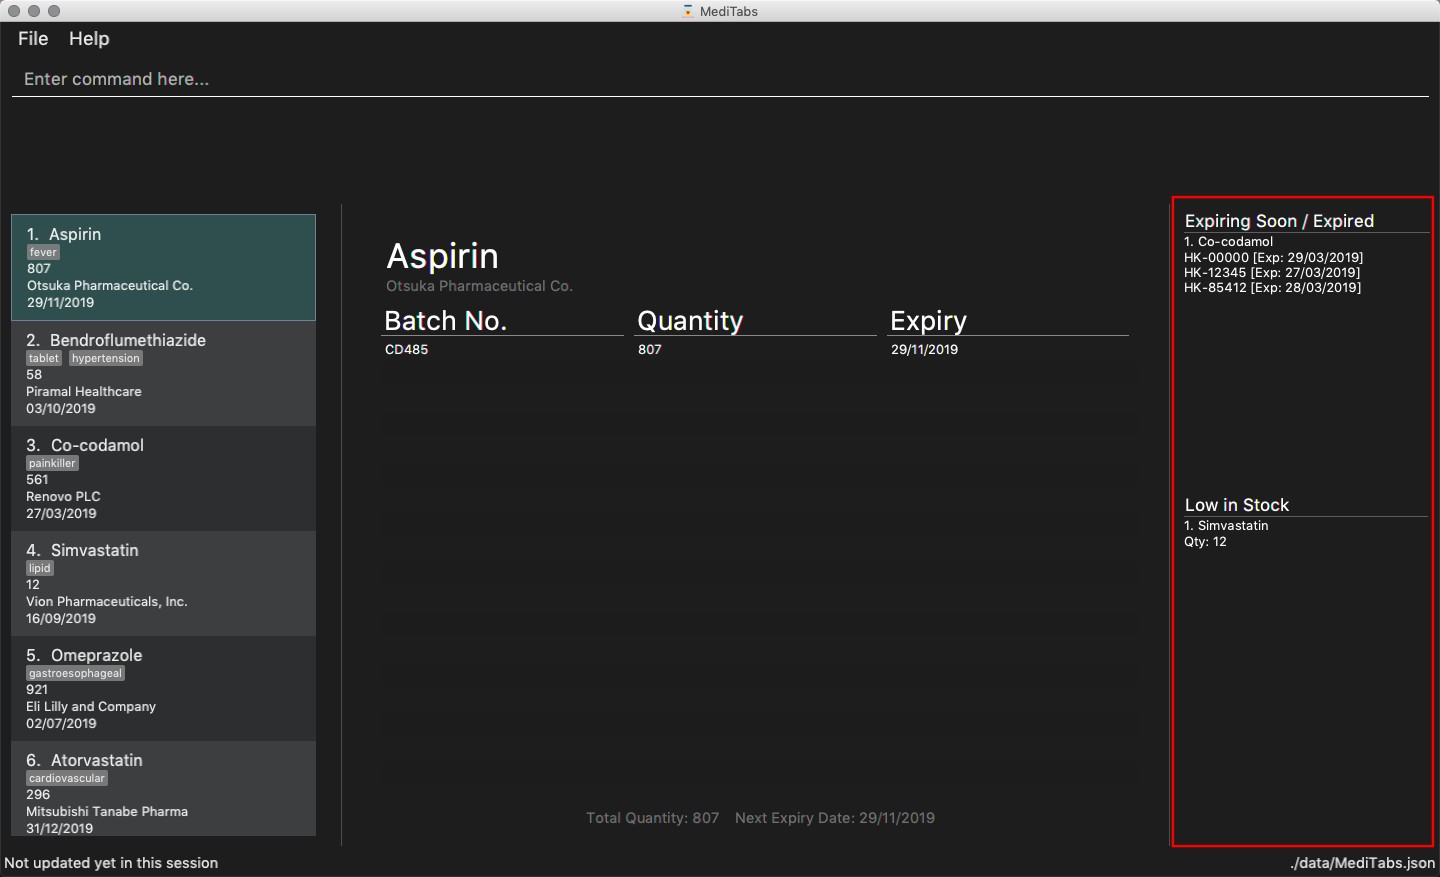 MediTabs
File Help
Enter command here...
1. Aspirin
fever
807
Otsuka Pharmaceutical Co.
29/11/2019
2. Bendroflumethiazide
tablet hypertension
58
Piramal Healthcare
03/10/2019
3. Co-codamol
painkiller
561
Renovo PLC
27/03/2019
4. Simvastatin
lipid
12
Vion Pharmaceuticals, Inc.
16/09/2019
5. Omeprazole
gastroesophageal
921
Eli Lilly and Company
02/07/2019
6. Atorvastatin
cardiovascular
296
Mitsubishi Tanabe Pharma
31/12/2019
Aspirin
Otsuka Pharmaceutical Co.
Batch No. Quantity Expiry
CD485 807 29/11/2019
Total Quantity: 807 Next Expiry Date: 29/11/2019
Expiring Soon / Expired
1. Co-codamol
HK-00000 [Exp: 29/03/2019]
HK-12345 [Exp: 27/03/2019]
HK-85412 [Exp: 28/03/2019]
Low in Stock
1. Simvastatin
Qty: 12
Not updated yet in this session
./data/MediTabs.json